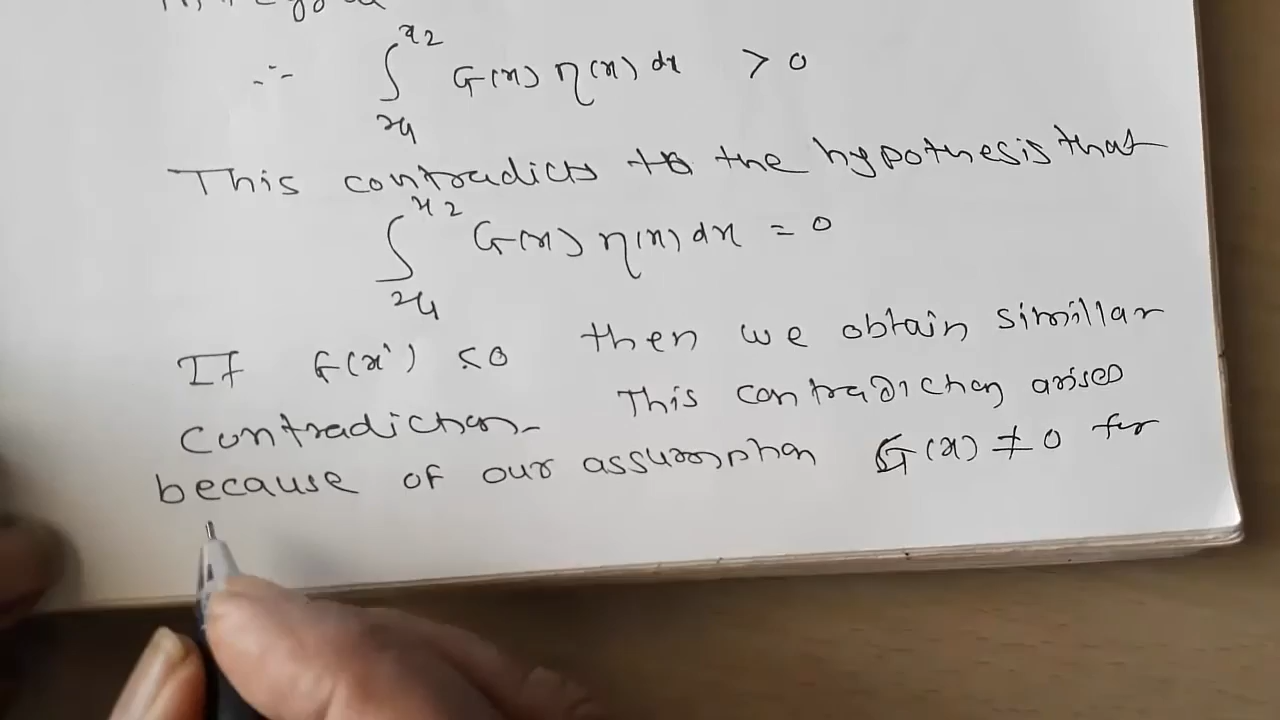 ∴ ∫_{x1}^{x2} G(x) η(x) dx > 0
This contradicts to the hypothesis that
∫_{x1}^{x2} G(x) η(x) dx = 0
If G(x') < 0 then we obtain simillar
contradiction. This contradiction arises
because of our assumption G(x) ≠ 0 for